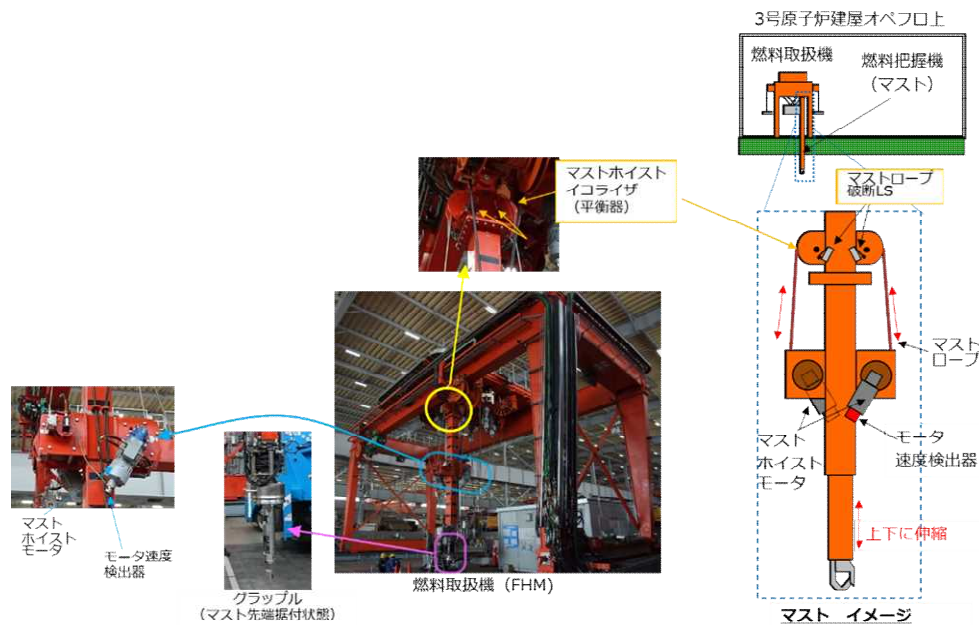 3号原子炉建屋オペフロ上
燃料取扱機
燃料把握機
（マスト）
マストホイスト
イコライザ
（平衡器）
マストロープ
破断LS
マスト
ロープ
マスト
ホイスト
モータ
モータ
速度検出器
上下に伸縮
マスト イメージ
マスト
ホイスト
モータ
モータ速度
検出器
グラップル
（マスト先端据付状態）
燃料取扱機（FHM）